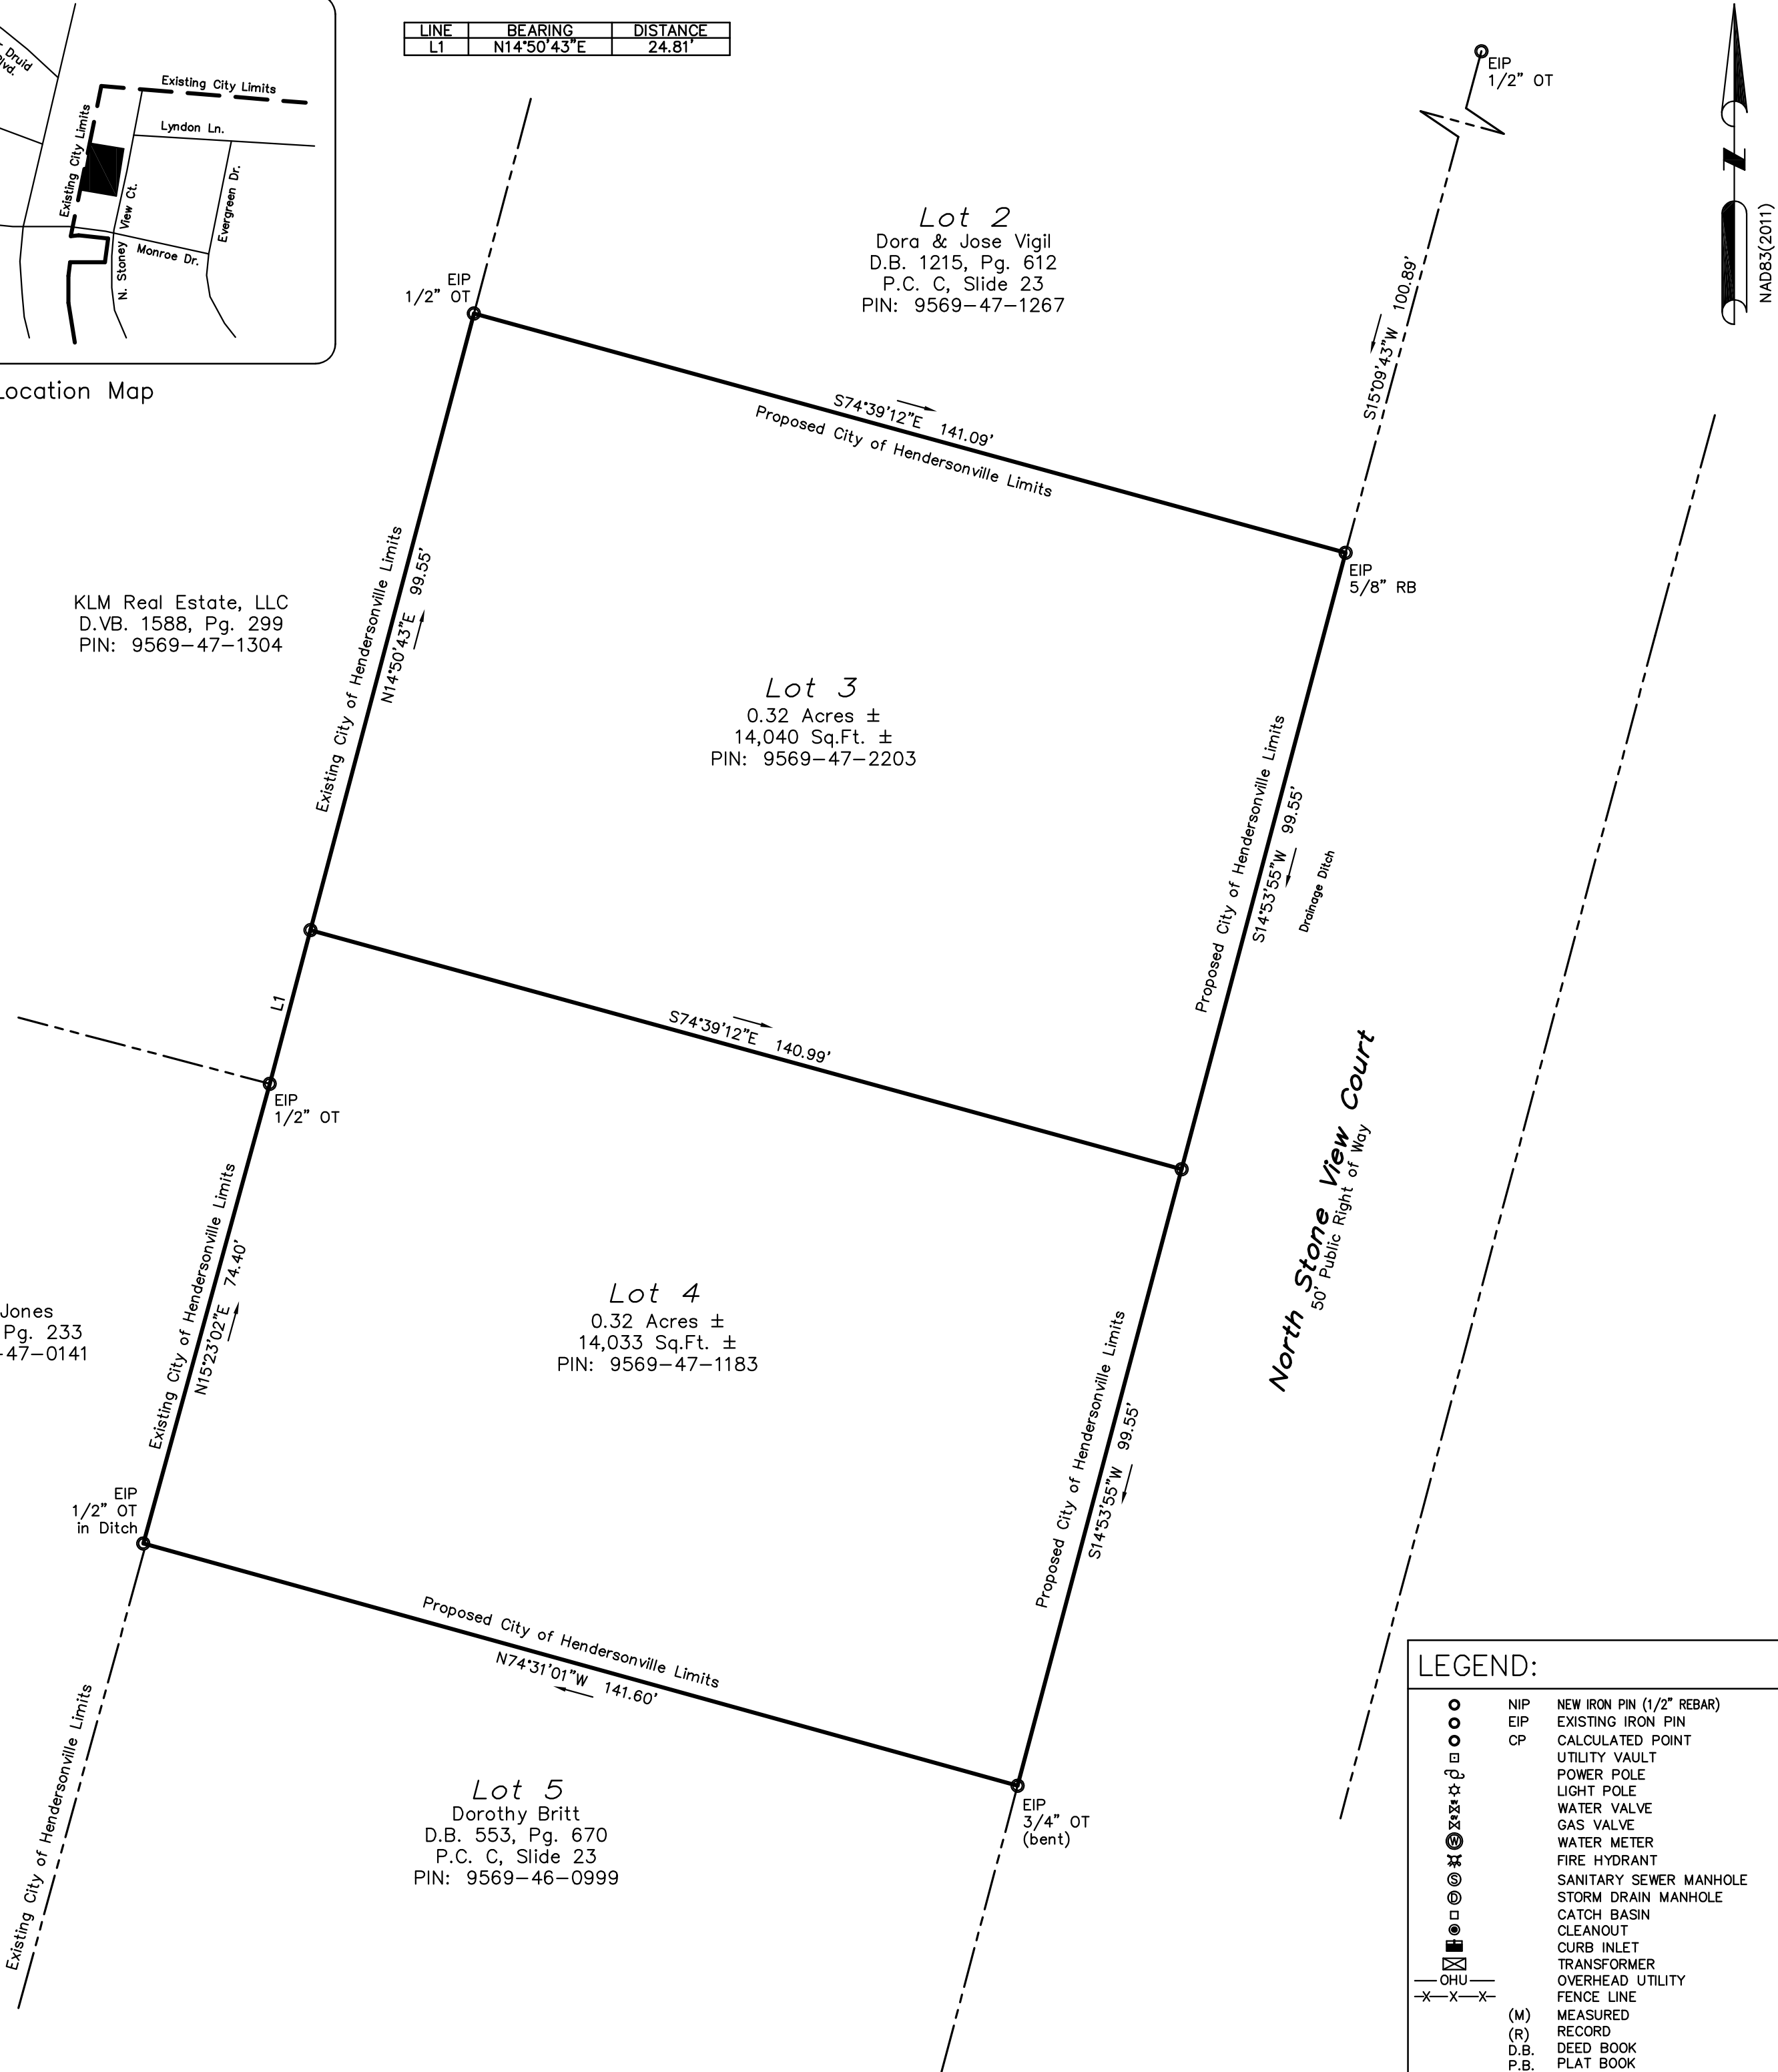 LINE BEARING DISTANCE
L1 N14°50'43"E 24.81'
Druid
Blvd.
Existing City Limits
Existing City Limits
Lyndon Ln.
Evergreen Dr.
N. Stoney View Ct.
Monroe Dr.
Location Map
EIP
1/2" OT
NAD83(2011)
Lot 2
Dora & Jose Vigil
D.B. 1215, Pg. 612
P.C. C, Slide 23
PIN: 9569-47-1267
EIP
1/2" OT
S15°09'43"W 100.89'
S74°39'12"E 141.09'
Proposed City of Hendersonville Limits
EIP
5/8" RB
KLM Real Estate, LLC
D.VB. 1588, Pg. 299
PIN: 9569-47-1304
Existing City of Hendersonville Limits
N14°50'43"E 99.55'
Lot 3
0.32 Acres ±
14,040 Sq.Ft. ±
PIN: 9569-47-2203
Proposed City of Hendersonville Limits
S14°53'55"W 99.55'
Drainage Ditch
L1
S74°39'12"E 140.99'
EIP
1/2" OT
North Stone View Court
50' Public Right of Way
Jones
Pg. 233
-47-0141
Existing City of Hendersonville Limits
N15°23'02"E 74.40'
Lot 4
0.32 Acres ±
14,033 Sq.Ft. ±
PIN: 9569-47-1183
Proposed City of Hendersonville Limits
S14°53'55"W 99.55'
EIP
1/2" OT
in Ditch
Proposed City of Hendersonville Limits
N74°31'01"W 141.60'
Existing City of Hendersonville Limits
Lot 5
Dorothy Britt
D.B. 553, Pg. 670
P.C. C, Slide 23
PIN: 9569-46-0999
EIP
3/4" OT
(bent)
LEGEND:
NIP NEW IRON PIN (1/2" REBAR)
EIP EXISTING IRON PIN
CP CALCULATED POINT
UTILITY VAULT
POWER POLE
LIGHT POLE
WATER VALVE
GAS VALVE
W WATER METER
FIRE HYDRANT
S SANITARY SEWER MANHOLE
D STORM DRAIN MANHOLE
CATCH BASIN
CLEANOUT
CURB INLET
TRANSFORMER
OHU OVERHEAD UTILITY
X X X FENCE LINE
(M) MEASURED
(R) RECORD
D.B. DEED BOOK
P.B. PLAT BOOK